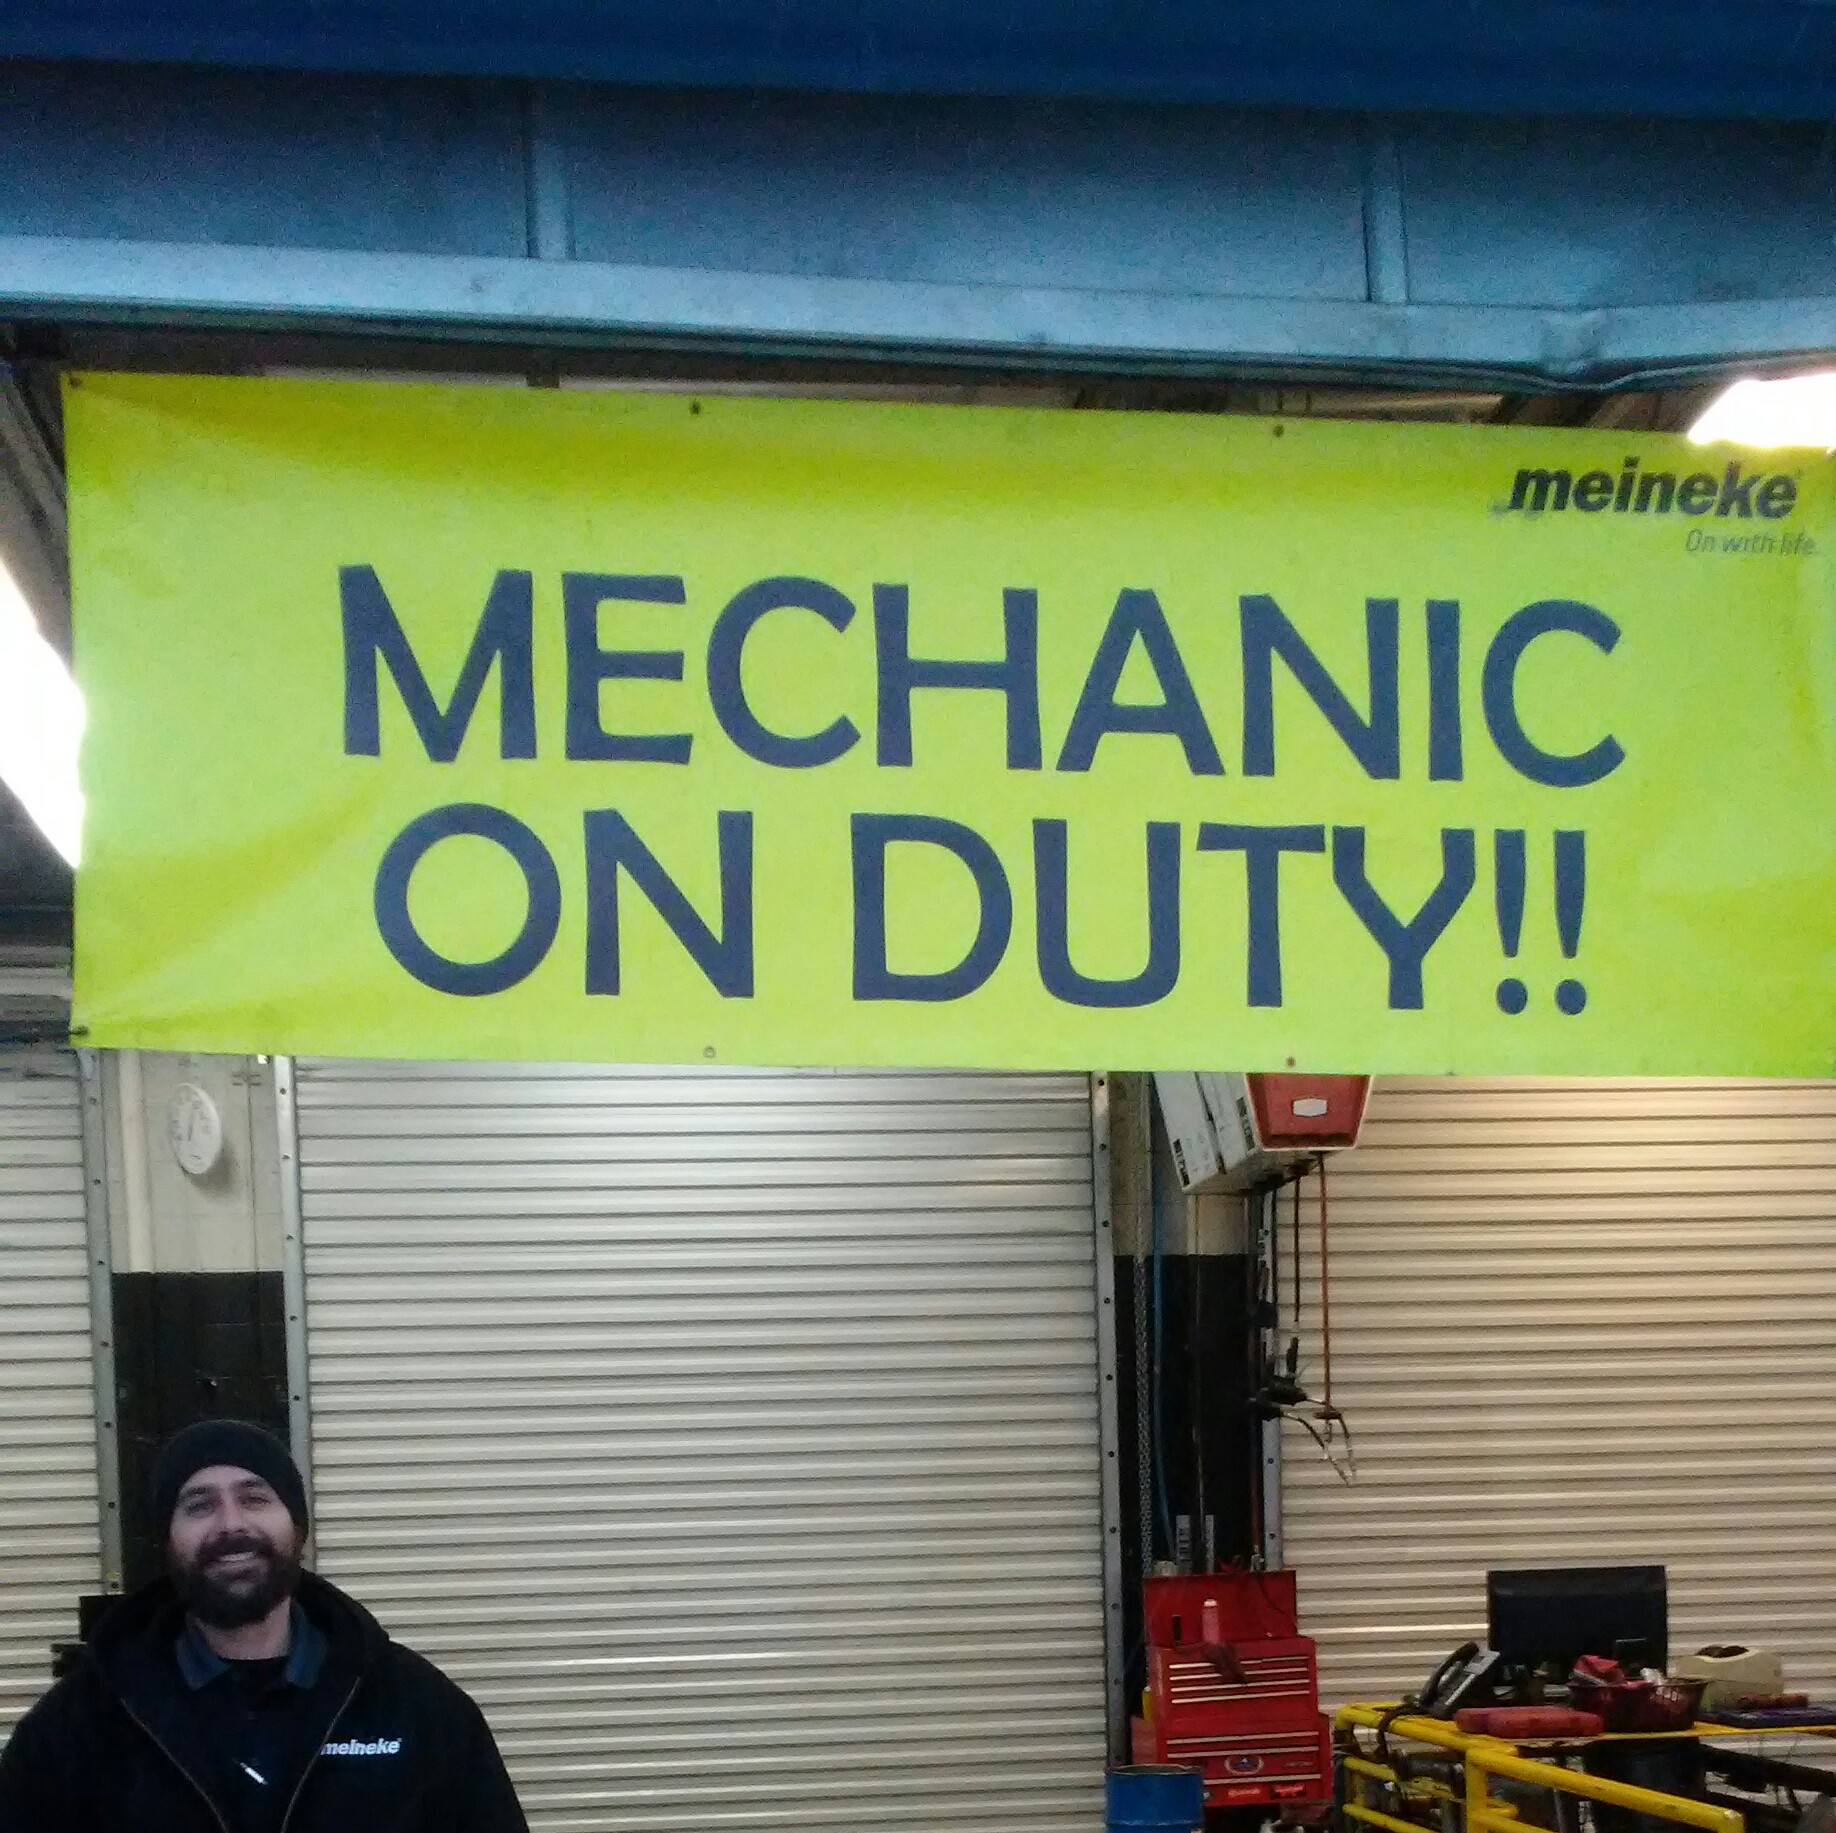 meineke
On with life.
MECHANIC
ON DUTY!!
meineke